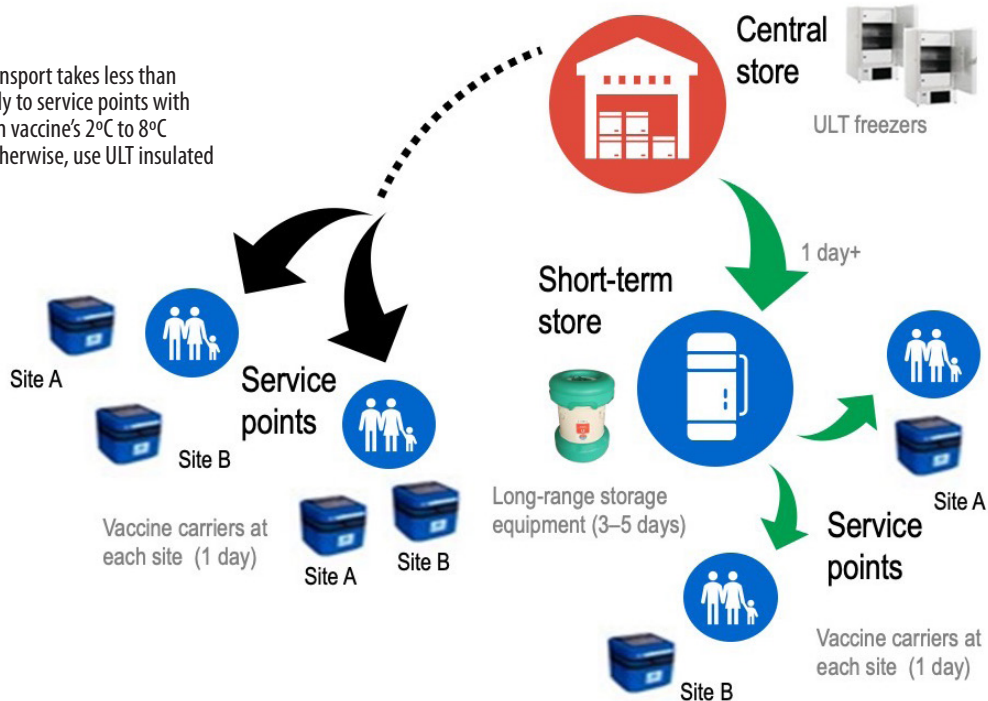 nsport takes less than
ly to service points with
n vaccine's 2ºC to 8ºC
herwise, use ULT insulated
Central
store
ULT freezers
1 day+
Short-term
store
Long-range storage
equipment (3–5 days)
Site A
Site B
Service
points
Vaccine carriers at
each site (1 day)
Site A
Site B
Site A
Service
points
Vaccine carriers at
each site (1 day)
Site B